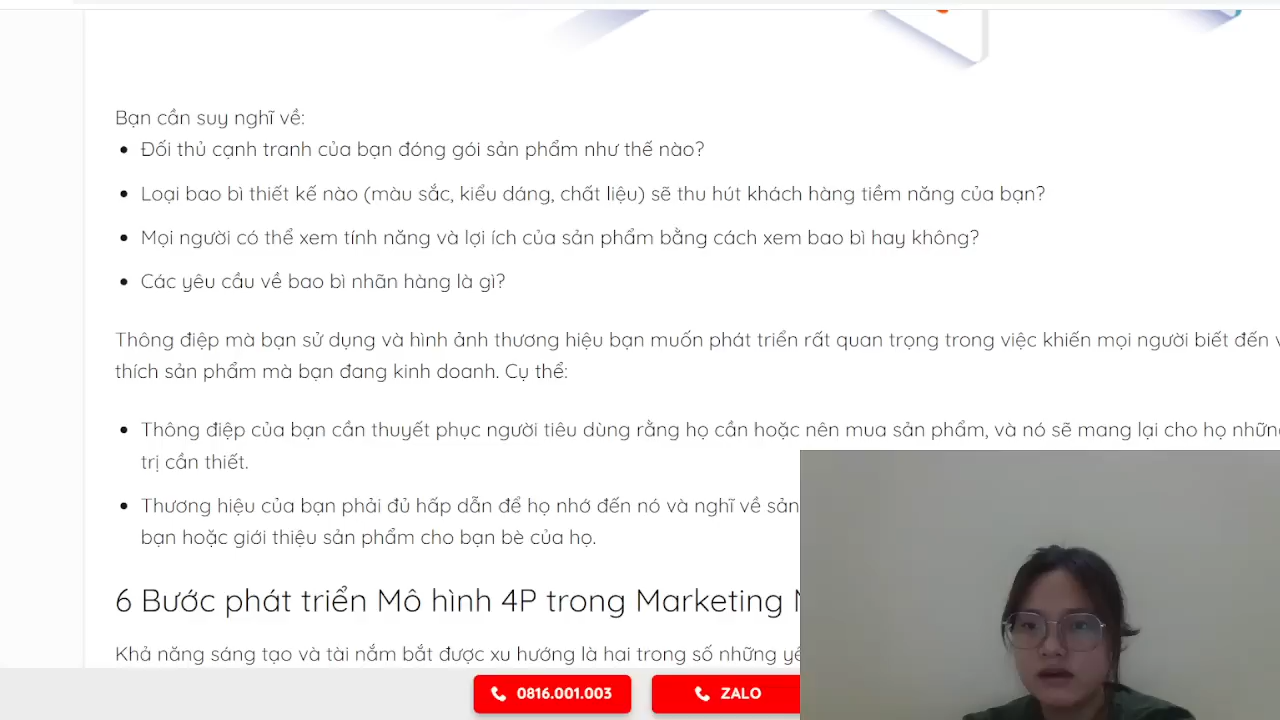 Bạn cần suy nghĩ về:
Đối thủ cạnh tranh của bạn đóng gói sản phẩm như thế nào?
Loại bao bì thiết kế nào (màu sắc, kiểu dáng, chất liệu) sẽ thu hút khách hàng tiềm năng của bạn?
Mọi người có thể xem tính năng và lợi ích của sản phẩm bằng cách xem bao bì hay không?
Các yêu cầu về bao bì nhãn hàng là gì?
Thông điệp mà bạn sử dụng và hình ảnh thương hiệu bạn muốn phát triển rất quan trọng trong việc khiến mọi người biết đến
thích sản phẩm mà bạn đang kinh doanh. Cụ thể:
Thông điệp của bạn cần thuyết phục người tiêu dùng rằng họ cần hoặc nên mua sản phẩm, và nó sẽ mang lại cho họ
trị cần thiết.
Thương hiệu của bạn phải đủ hấp dẫn để họ nhớ đến nó và nghĩ về sản
bạn hoặc giới thiệu sản phẩm cho bạn bè của họ.
6 Bước phát triển Mô hình 4P trong Marketing
Khả năng sáng tạo và tài nắm bắt được xu hướng là hai trong số những
0816.001.003
ZALO